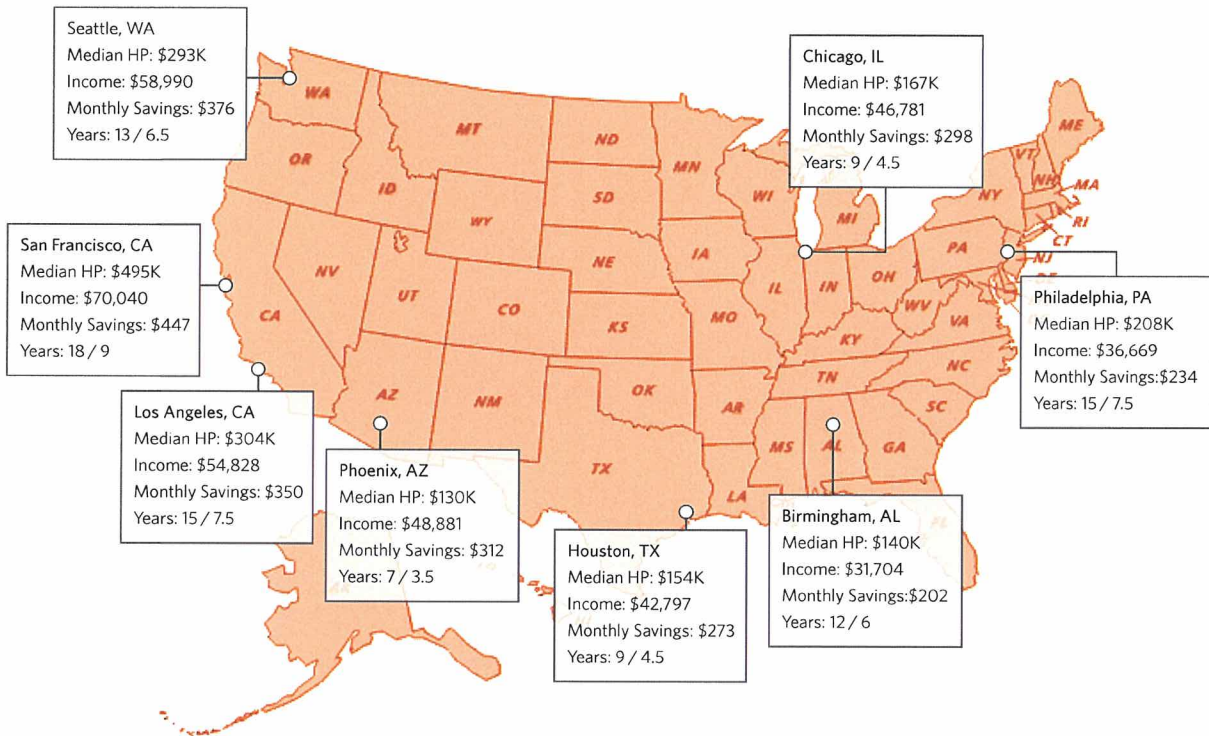 Seattle, WA
Median HP: $293K
Income: $58,990
Monthly Savings: $376
Years: 13 / 6.5
Chicago, IL
Median HP: $167K
Income: $46,781
Monthly Savings: $298
Years: 9 / 4.5
San Francisco, CA
Median HP: $495K
Income: $70,040
Monthly Savings: $447
Years: 18 / 9
Philadelphia, PA
Median HP: $208K
Income: $36,669
Monthly Savings:$234
Years: 15 / 7.5
Los Angeles, CA
Median HP: $304K
Income: $54,828
Monthly Savings: $350
Years: 15 / 7.5
Phoenix, AZ
Median HP: $130K
Income: $48,881
Monthly Savings: $312
Years: 7 / 3.5
Houston, TX
Median HP: $154K
Income: $42,797
Monthly Savings: $273
Years: 9 / 4.5
Birmingham, AL
Median HP: $140K
Income: $31,704
Monthly Savings:$202
Years: 12 / 6
WA
MT
ND
MN
ME
OR
ID
SD
WI
MI
VT
NH
NY
MA
WY
RI
CT
NE
IA
PA
NJ
NV
UT
CO
IL
IN
OH
DE
CA
KS
MO
WV
VA
KY
AZ
NM
OK
TN
NC
AR
SC
TX
MS
AL
GA
LA
FL
AK
HI